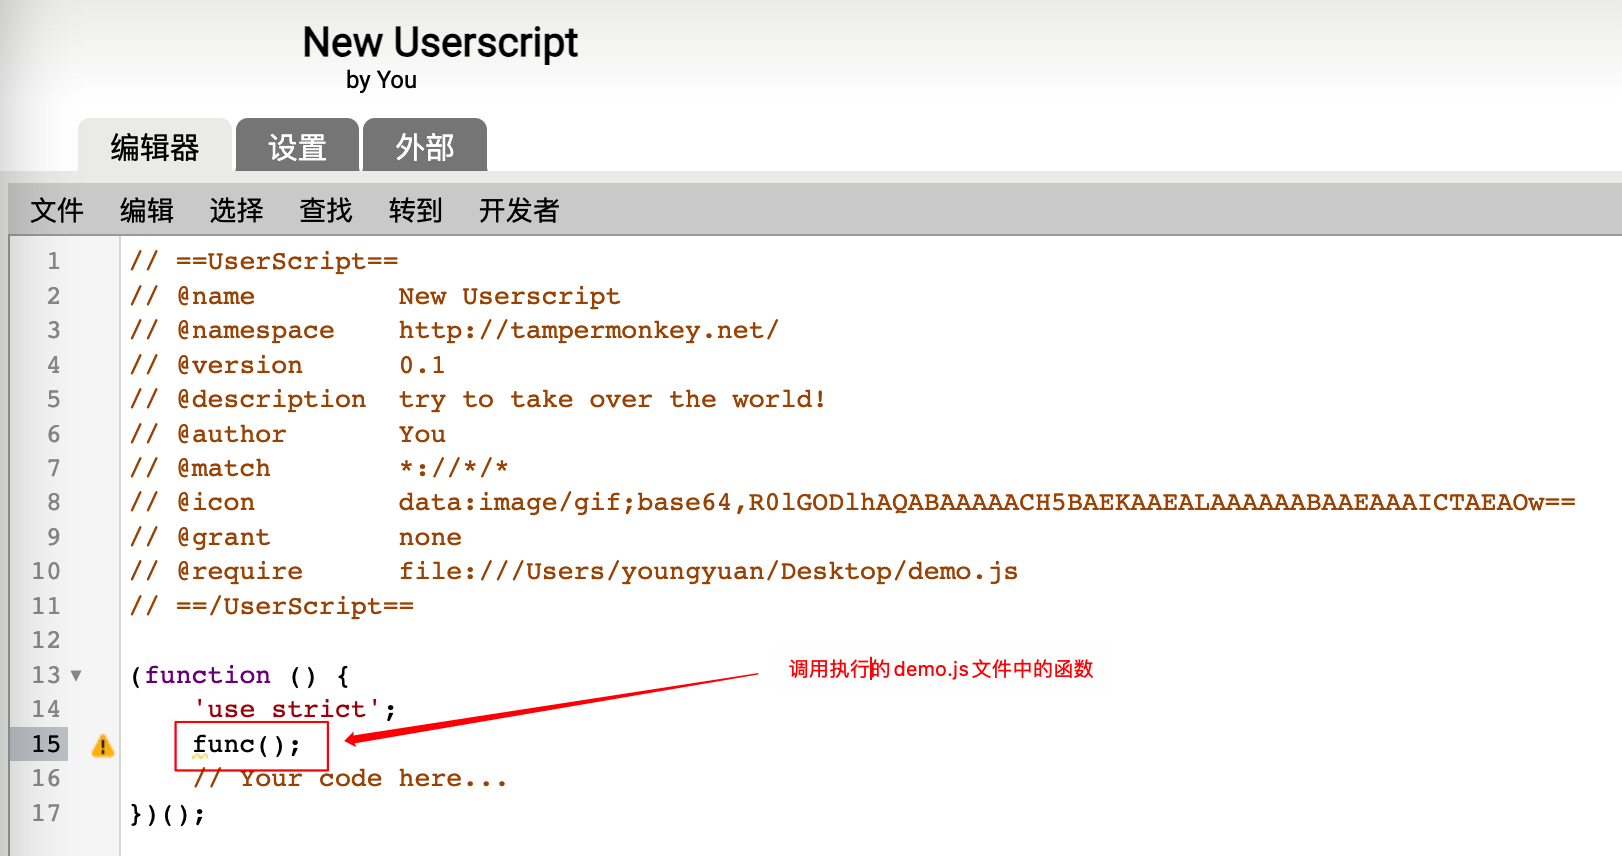 New Userscript
by You
编辑器 设置 外部
文件 编辑 选择 查找 转到 开发者
1 // ==UserScript==
2 // @name New Userscript
3 // @namespace http://tampermonkey.net/
4 // @version 0.1
5 // @description try to take over the world!
6 // @author You
7 // @match *://*/*
8 // @icon data:image/gif;base64,R0lGODlhAQABAAAAACH5BAEKAAEALAAAAAABAAEAAAICTAEAOw==
9 // @grant none
10 // @require file:///Users/youngyuan/Desktop/demo.js
11 // ==/UserScript==
12
13 (function () {
调用执行的demo.js文件中的函数
14 'use strict';
15 func();
16 // Your code here...
17 })();